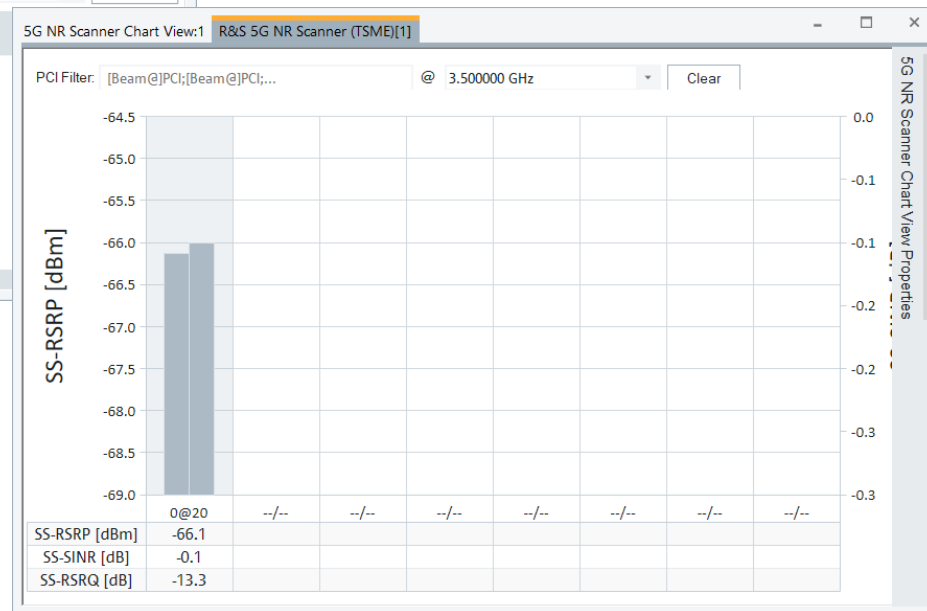 5G NR Scanner Chart View:1 R&S 5G NR Scanner (TSME)[1]
PCI Filter: [Beam@]PCI;[Beam@]PCI;... @ 3.500000 GHz Clear
-64.5
-65.0
-65.5
-66.0
-66.5
-67.0
-67.5
-68.0
-68.5
-69.0
SS-RSRP [dBm]
0.0
-0.1
-0.1
-0.2
-0.2
-0.3
-0.3
5G NR Scanner Chart View Properties
0@20 --/-- --/-- --/-- --/-- --/-- --/-- --/--
SS-RSRP [dBm] -66.1
SS-SINR [dB] -0.1
SS-RSRQ [dB] -13.3